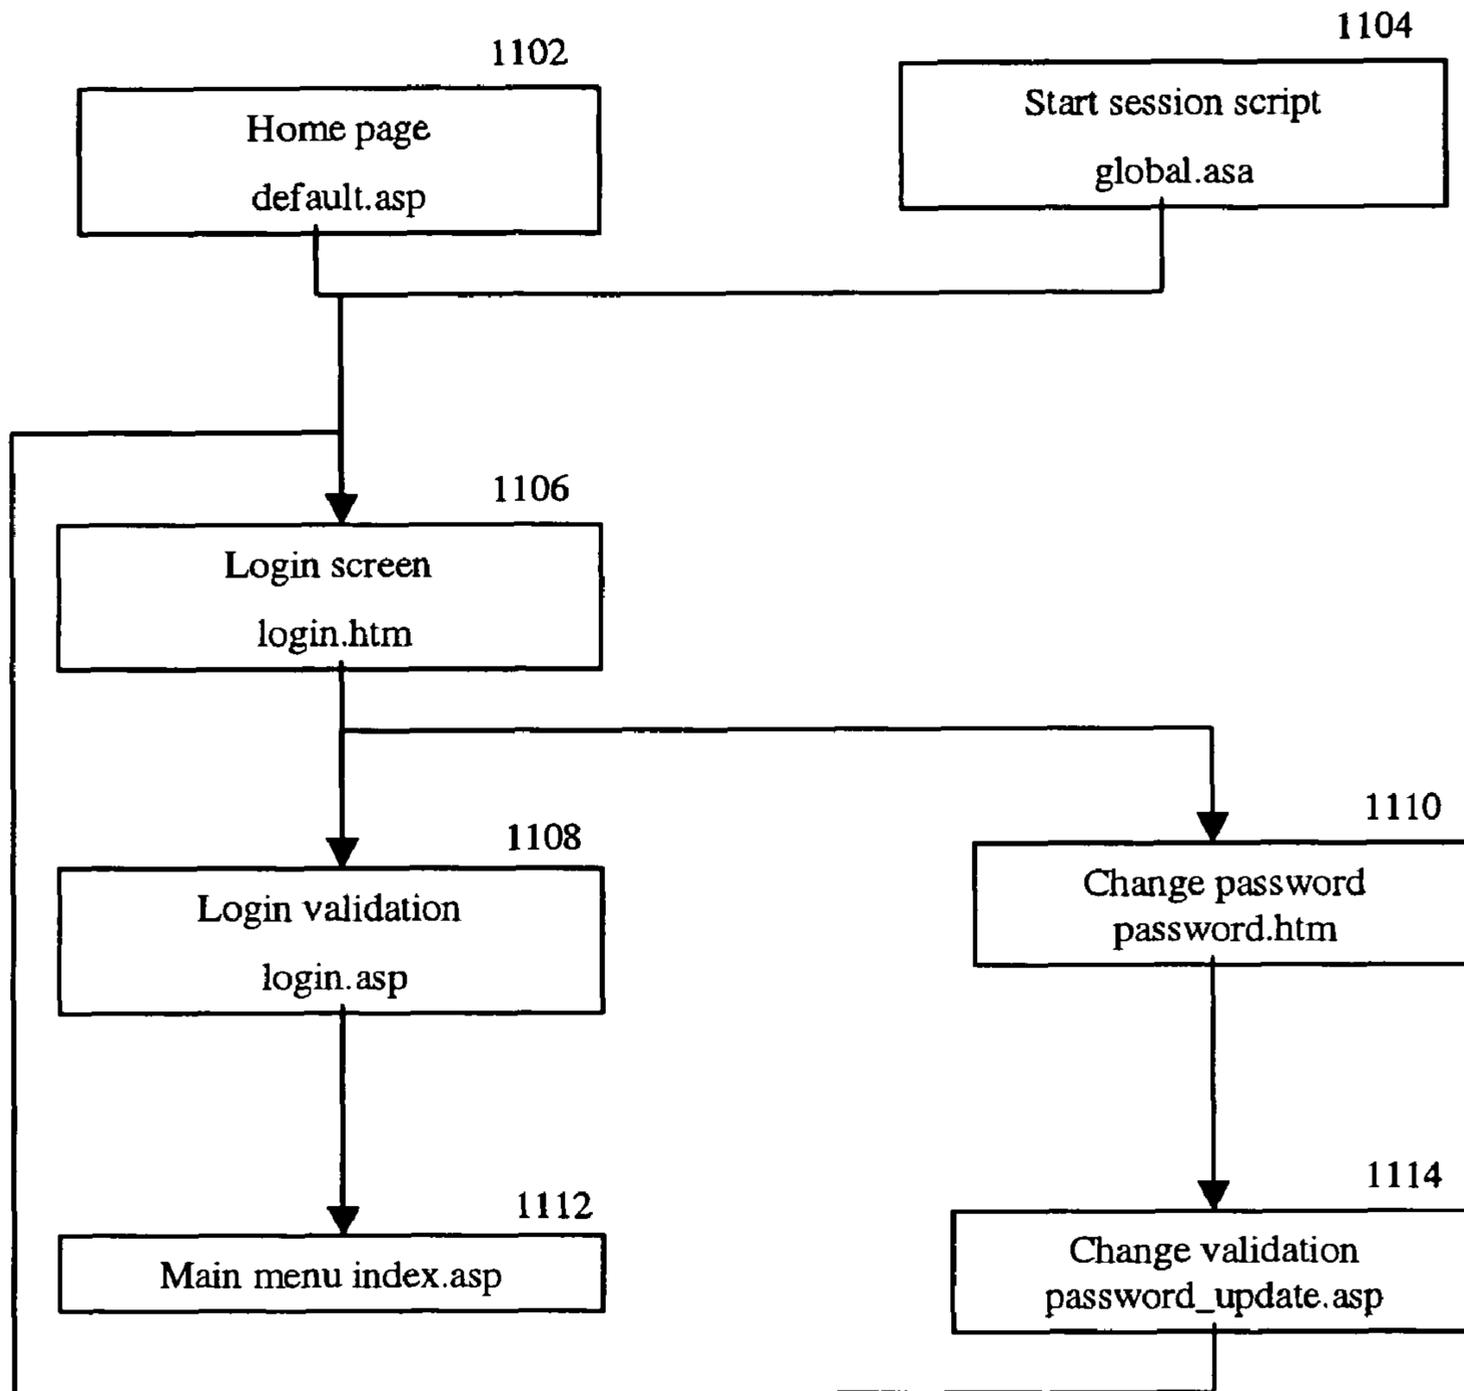 1102
Home page
default.asp
1104
Start session script
global.asa
1106
Login screen
login.htm
1108
Login validation
login.asp
1110
Change password
password.htm
1112
Main menu index.asp
1114
Change validation
password_update.asp